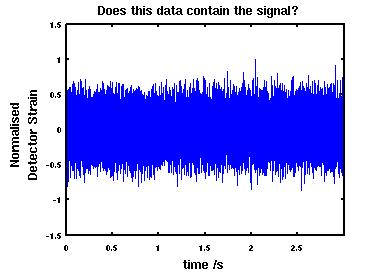 Does this data contain the signal?
1.5
1
0.5
0
-0.5
-1
-1.5
Normalised
Detector Strain
0 0.5 1 1.5 2 2.5
time /s